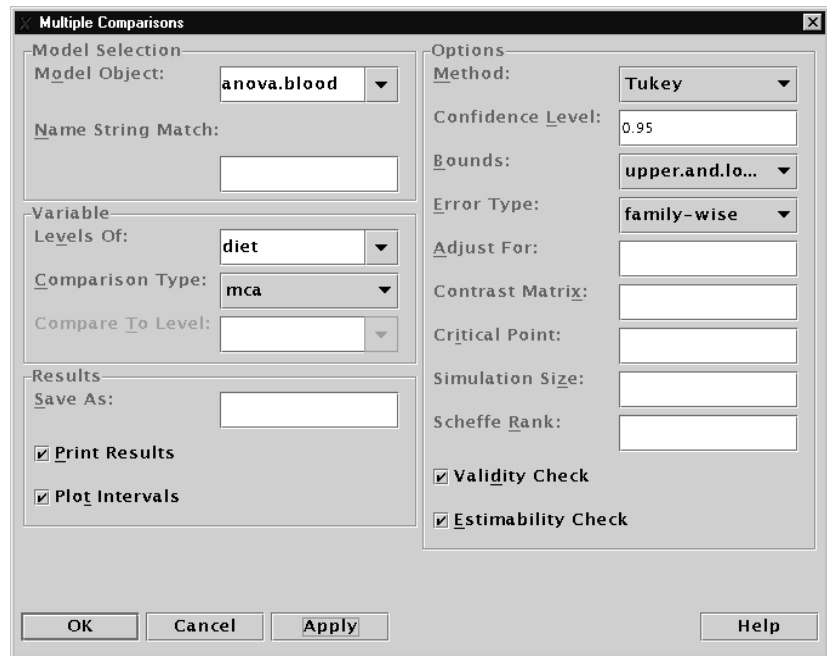 Multiple Comparisons
Model Selection
Model Object:
anova.blood
Name String Match:
Variable
Levels Of:
diet
Comparison Type:
mca
Compare To Level:
Results
Save As:
Print Results
Plot Intervals
Options
Method:
Tukey
Confidence Level:
0.95
Bounds:
upper.and.lo...
Error Type:
family-wise
Adjust For:
Contrast Matrix:
Critical Point:
Simulation Size:
Scheffe Rank:
Validity Check
Estimability Check
OK
Cancel
Apply
Help